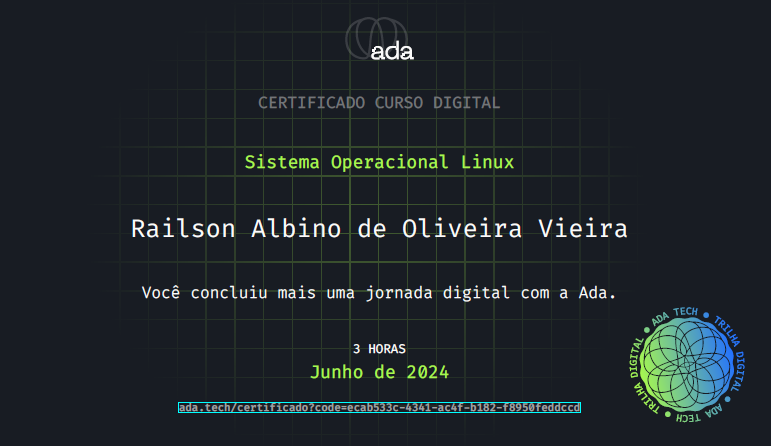 ada
CERTIFICADO CURSO DIGITAL
Sistema Operacional Linux
Railson Albino de Oliveira Vieira
Você concluiu mais uma jornada digital com a Ada.
3 HORAS
Junho de 2024
ada.tech/certificado?code=ecab533c-4341-ac4f-b182-f8950feddccd
ADA TECH • TRILHA DIGITAL • ADA TECH • TRILHA DIGITAL •